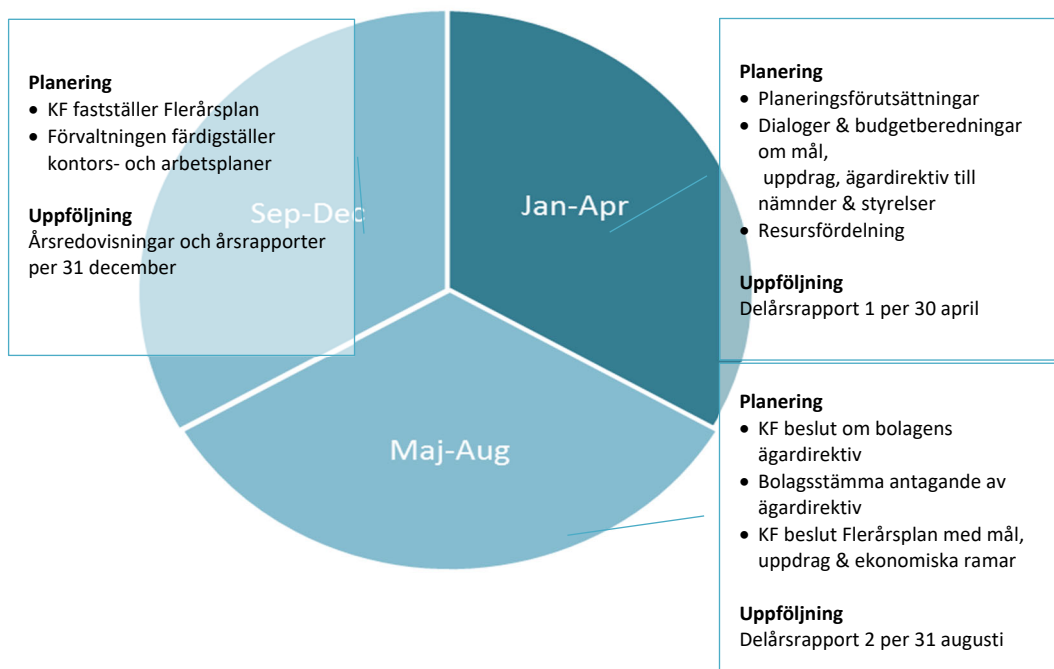 Planering
• KF fastställer Flerårsplan
• Förvaltningen färdigställer
kontors- och arbetsplaner
Uppföljning
Årsredovisningar och årsrapporter
per 31 december
Sep-Dec
Jan-Apr
Maj-Aug
Planering
• Planeringsförutsättningar
• Dialoger & budgetberedningar
om mål,
uppdrag, ägardirektiv till
nämnder & styrelser
• Resursfördelning
Uppföljning
Delårsrapport 1 per 30 april
Planering
• KF beslut om bolagens
ägardirektiv
• Bolagsstämma antagande av
ägardirektiv
• KF beslut Flerårsplan med mål,
uppdrag & ekonomiska ramar
Uppföljning
Delårsrapport 2 per 31 augusti